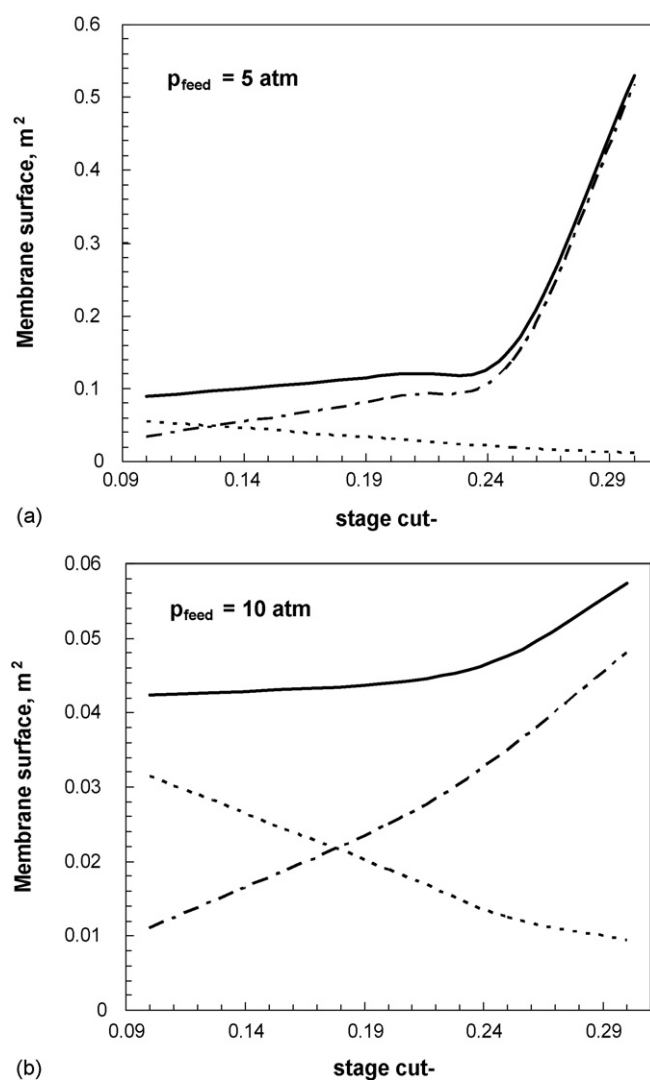 0.6
p_feed = 5 atm
0.5
0.4
Membrane surface, m²
0.3
0.2
0.1
0
0.09 0.14 0.19 0.24 0.29
(a) stage cut-
0.06
p_feed = 10 atm
0.05
0.04
Membrane surface, m²
0.03
0.02
0.01
0
0.09 0.14 0.19 0.24 0.29
(b) stage cut-